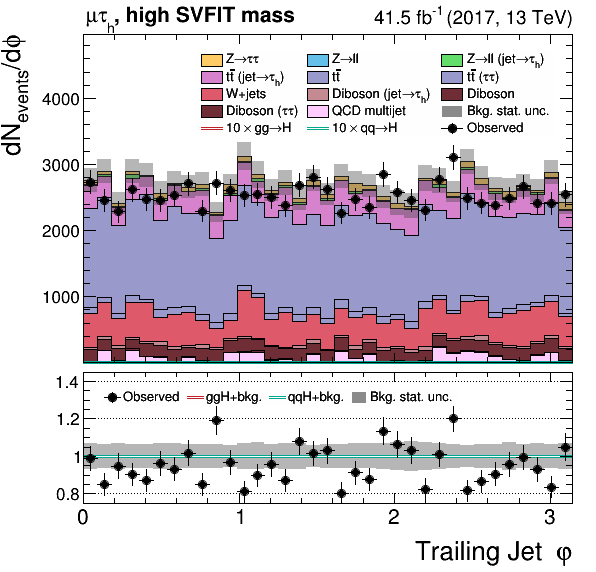 μτh, high SVFIT mass 41.5 fb⁻¹ (2017, 13 TeV)
dNevents/dφ
Z→ττ Z→ll Z→ll (jet→τh)
tt̄ (jet→τh) tt̄ tt̄ (ττ)
W+jets Diboson (jet→τh) Diboson
Diboson (ττ) QCD multijet Bkg. stat. unc.
10 × gg→H 10 × qq→H Observed
4000
3000
2000
1000
1.4
Observed ggH+bkg. qqH+bkg. Bkg. stat. unc.
1.2
1
0.8
0 1 2 3
Trailing Jet φ